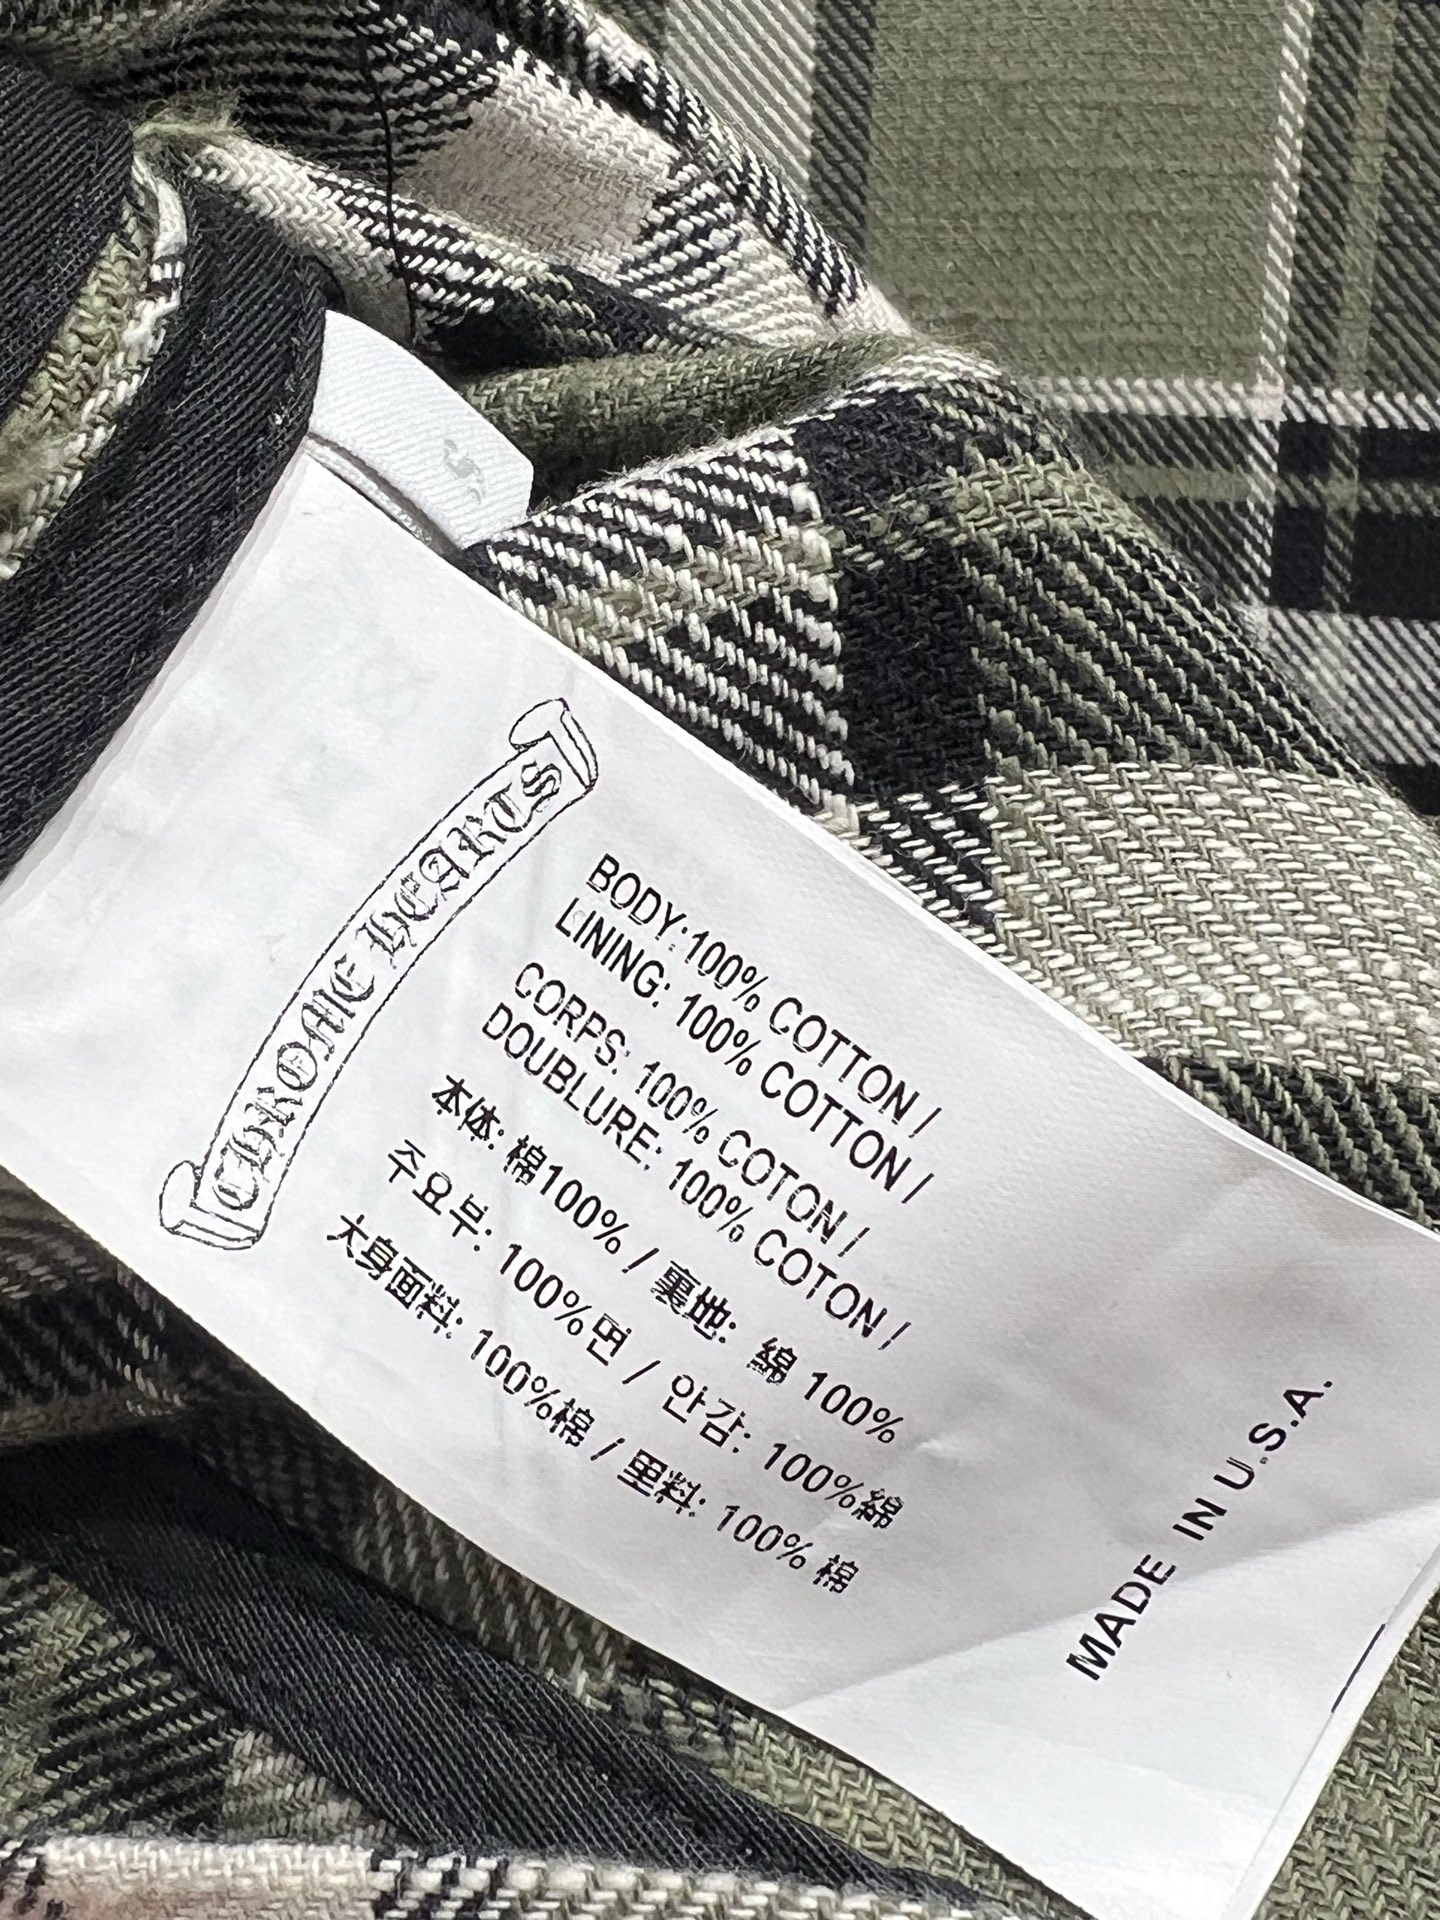 CHROME HEARTS
BODY:100% COTTON /
LINING: 100% COTTON /
CORPS: 100% COTON /
DOUBLURE: 100% COTON /
本体: 棉100% / 裏地: 綿 100%
주요부: 100%면 / 안감: 100%綿
大身面料: 100%棉 / 里料: 100% 棉
MADE IN U.S.A.